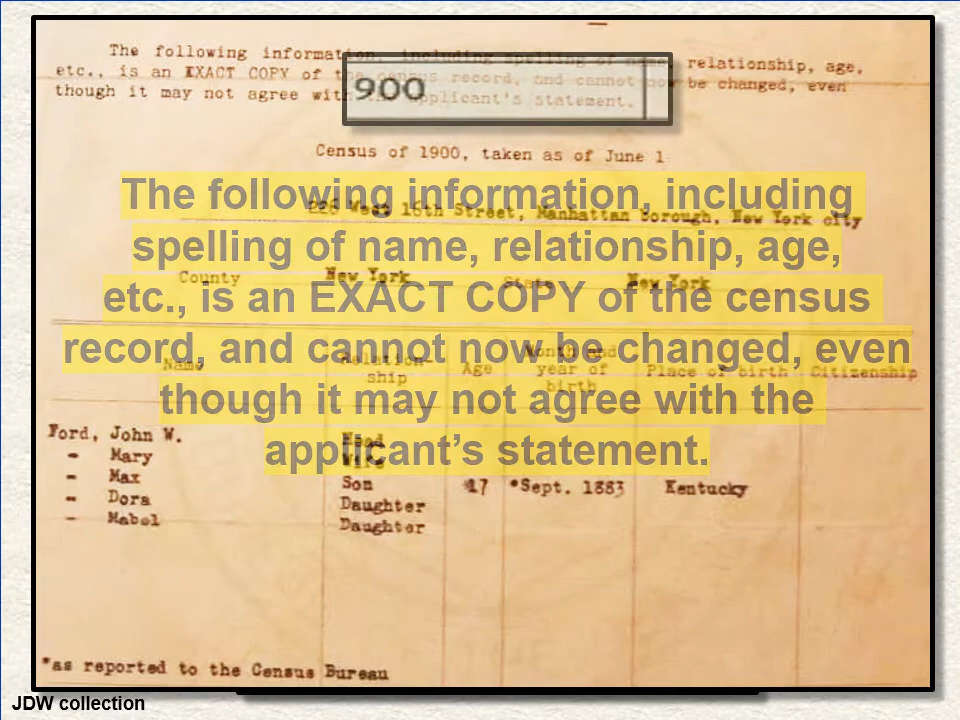 The following information, including spelling of name, relationship, age,
etc., is an EXACT COPY of the census record, and cannot now be changed, even
though it may not agree with the applicant's statement.
900
Census of 1900, taken as of June 1
The following information, including
226 West 16th Street, Manhattan Borough, New York city
spelling of name, relationship, age,
County New York State New York
etc., is an EXACT COPY of the census
record, and cannot now be changed, even
Name Relation-ship Age Month and year of birth Place of birth Citizenship
though it may not agree with the
applicant’s statement.
Ford, John W. Head
- Mary Wife
- Max Son 17 *Sept. 1883 Kentucky
- Dora Daughter
- Mabel Daughter
*as reported to the Census Bureau
JDW collection